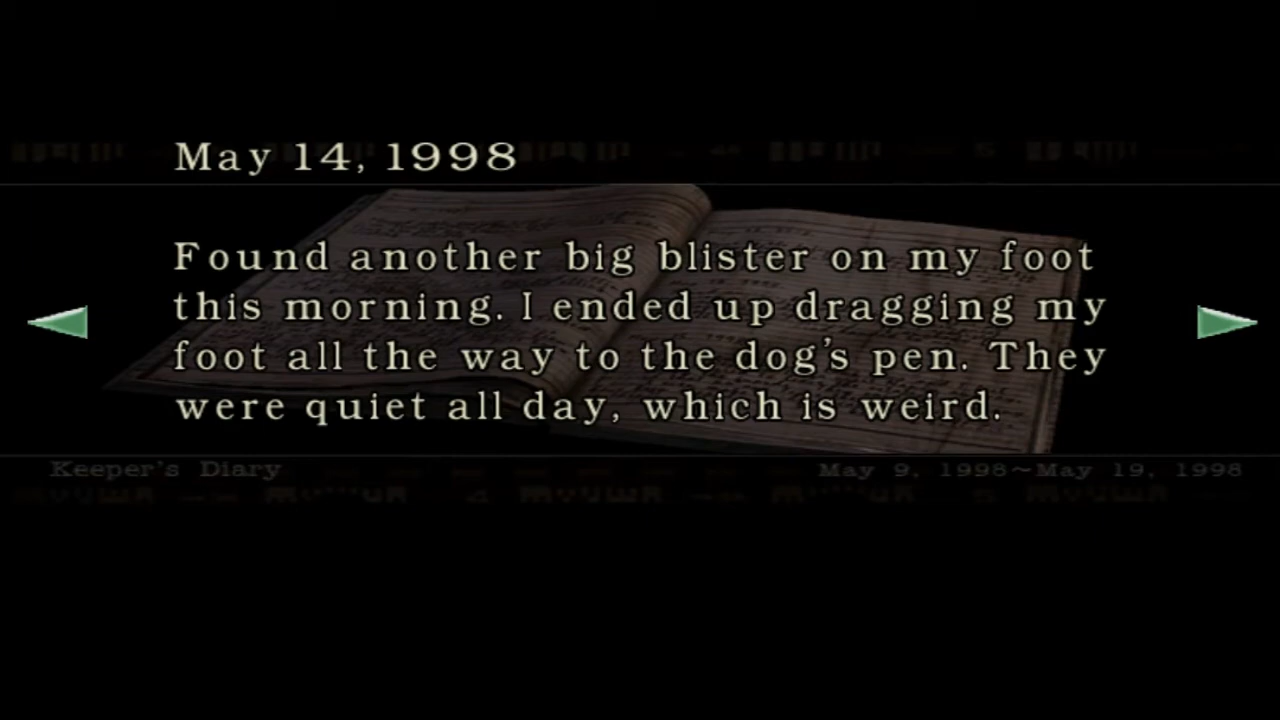 May 14, 1998
Found another big blister on my foot
this morning. I ended up dragging my
foot all the way to the dog's pen. They
were quiet all day, which is weird.
Keeper's Diary
May 9, 1998~May 19, 1998